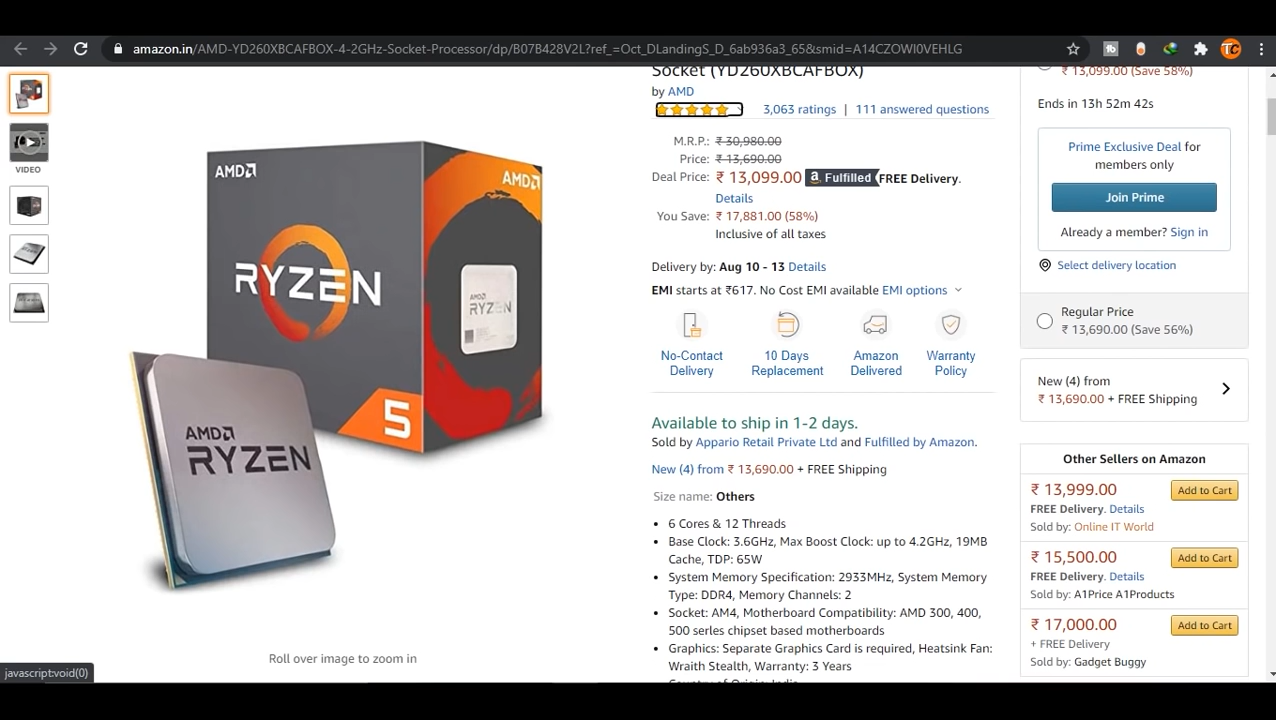 amazon.in/AMD-YD260XBCAFBOX-4-2GHz-Socket-Processor/dp/B07B428V2L?ref_=Oct_DLandingS_D_6ab936a3_65&smid=A14CZOWI0VEHLG
TC
VIDEO
AMD
AMD
RYZEN
AMD
RYZEN
5
AMD
RYZEN
Roll over image to zoom in
javascript:void(0)
Socket (YD260XBCAFBOX)
by AMD
3,063 ratings | 111 answered questions
M.R.P.: ₹ 30,980.00
Price: ₹ 13,690.00
Deal Price: ₹ 13,099.00 a Fulfilled FREE Delivery.
Details
You Save: ₹ 17,881.00 (58%)
Inclusive of all taxes
Delivery by: Aug 10 - 13 Details
EMI starts at ₹617. No Cost EMI available EMI options
No-Contact Delivery
10 Days Replacement
Amazon Delivered
Warranty Policy
Available to ship in 1-2 days.
Sold by Appario Retail Private Ltd and Fulfilled by Amazon.
New (4) from ₹ 13,690.00 + FREE Shipping
Size name: Others
• 6 Cores & 12 Threads
• Base Clock: 3.6GHz, Max Boost Clock: up to 4.2GHz, 19MB
Cache, TDP: 65W
• System Memory Specification: 2933MHz, System Memory
Type: DDR4, Memory Channels: 2
• Socket: AM4, Motherboard Compatibility: AMD 300, 400,
500 serles chipset based motherboards
• Graphics: Separate Graphics Card is required, Heatsink Fan:
Wraith Stealth, Warranty: 3 Years
Country of Origin: India
₹ 13,099.00 (Save 58%)
Ends in 13h 52m 42s
Prime Exclusive Deal for
members only
Join Prime
Already a member? Sign in
Select delivery location
Regular Price
₹ 13,690.00 (Save 56%)
New (4) from
₹ 13,690.00 + FREE Shipping
Other Sellers on Amazon
₹ 13,999.00 Add to Cart
FREE Delivery. Details
Sold by: Online IT World
₹ 15,500.00 Add to Cart
FREE Delivery. Details
Sold by: A1Price A1Products
₹ 17,000.00 Add to Cart
+ FREE Delivery
Sold by: Gadget Buggy